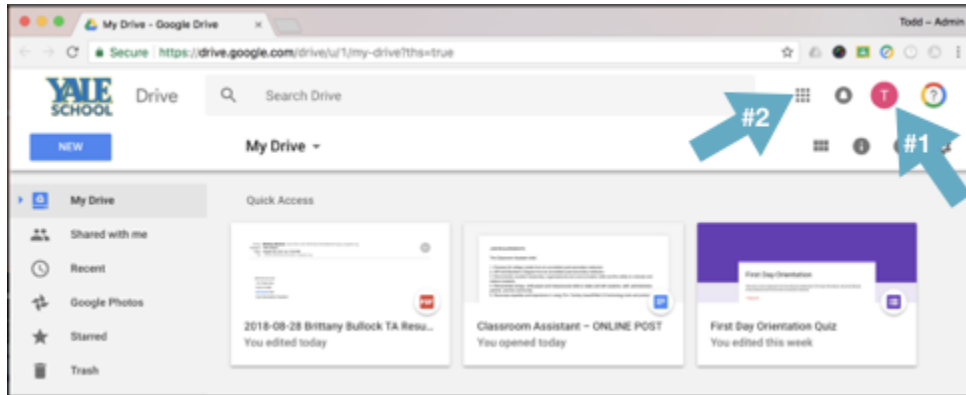 My Drive - Google Drive
Todd – Admin
Secure https://drive.google.com/drive/u/1/my-drive?ths=true
YALE SCHOOL
Drive
Search Drive
#2
T
?
#1
NEW
My Drive
My Drive
Shared with me
Recent
Google Photos
Starred
Trash
Quick Access
PDF
2018-08-28 Brittany Bullock TA Resu...
You edited today
Classroom Assistant – ONLINE POST
You opened today
First Day Orientation
First Day Orientation Quiz
You edited this week